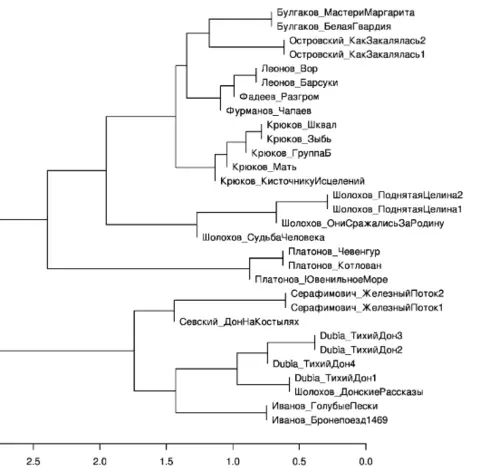 Булгаков_МастериМаргарита
Булгаков_БелаяГвардия
Островский_КакЗакалялась2
Островский_КакЗакалялась1
Леонов_Вор
Леонов_Барсуки
Фадеев_Разгром
Фурманов_Чапаев
Крюков_Шквал
Крюков_Зыбь
Крюков_ГруппаБ
Крюков_Мать
Крюков_КисточникуИсцелений
Шолохов_ПоднятаяЦелина2
Шолохов_ПоднятаяЦелина1
Шолохов_ОниСражалисьЗаРодину
Шолохов_СудьбаЧеловека
Платонов_Чевенгур
Платонов_Котлован
Платонов_ЮвенильноеМоре
Серафимович_ЖелезныйПоток2
Серафимович_ЖелезныйПоток1
Севский_ДонНаКостылях
Dubia_ТихийДон3
Dubia_ТихийДон2
Dubia_ТихийДон4
Dubia_ТихийДон1
Шолохов_ДонскиеРассказы
Иванов_ГолубыеПески
Иванов_Бронепоезд1469
2.5 2.0 1.5 1.0 0.5 0.0